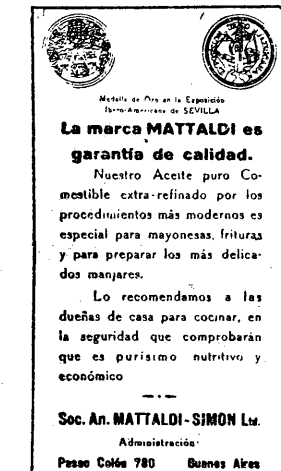 Medalla de Oro en la Exposición
Ibero-Americana de SEVILLA
La marca MATTALDI es
garantía de calidad.
Nuestro Aceite puro Co-
mestible extra-refinado por los
procedimientos más modernos es
especial para mayonesas, frituras
y para preparar los más delica-
dos manjares.
Lo recomendamos a las
dueñas de casa para cocinar, en
la seguridad que comprobarán
que es purísimo nutritivo y
económico
Soc. An. MATTALDI-SIMON Ltd.
Administración:
Paseo Colón 780 Buenos Aires